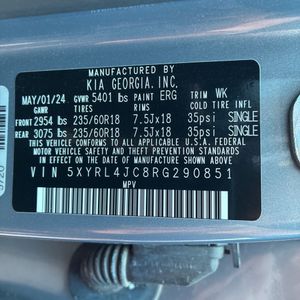 MANUFACTURED BY
KIA GEORGIA, INC.
MAY/01/24 GVWR 5401 lbs PAINT ERG TRIM WK
GAWR TIRES RIMS COLD TIRE INFLATION
FRONT 2954 lbs 235/60R18 7.5Jx18 35psi SINGLE
REAR 3075 lbs 235/60R18 7.5Jx18 35psi SINGLE
THIS VEHICLE CONFORMS TO ALL APPLICABLE U.S.A. FEDERAL
MOTOR VEHICLE SAFETY AND THEFT PREVENTION STANDARDS
IN EFFECT ON THE DATE OF MANUFACTURE SHOWN ABOVE.
VIN 5XYRL4JC8RG290851
MPV